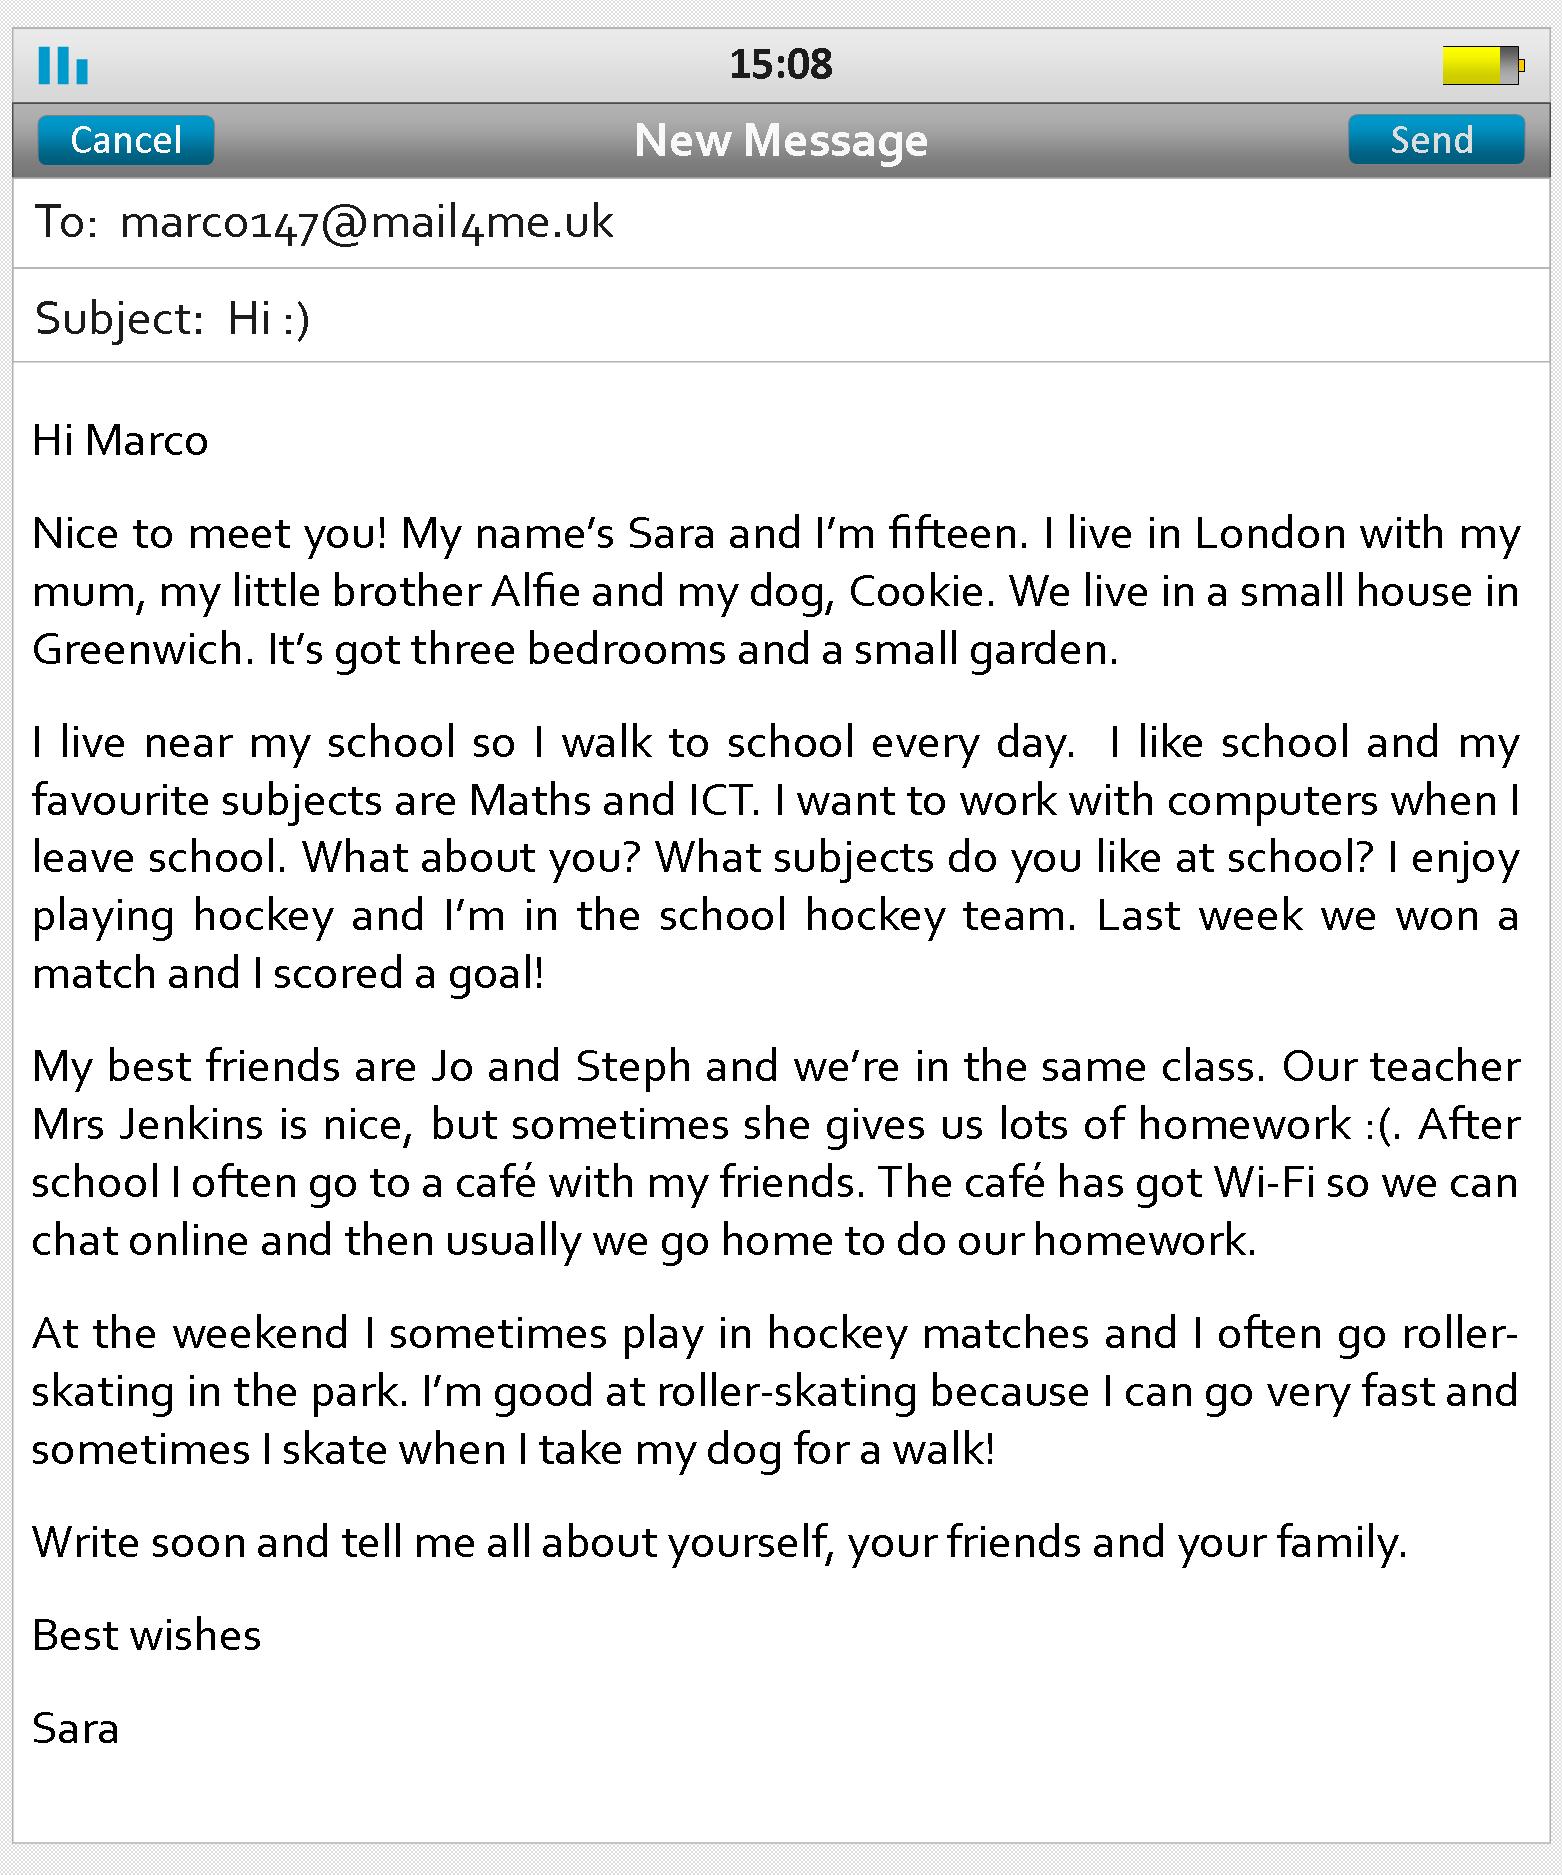 15:08
Cancel
New Message
Send
To: marco147@mail4me.uk
Subject: Hi :)
Hi Marco
Nice to meet you! My name’s Sara and I’m fifteen. I live in London with my
mum, my little brother Alfie and my dog, Cookie. We live in a small house in
Greenwich. It’s got three bedrooms and a small garden.
I live near my school so I walk to school every day. I like school and my
favourite subjects are Maths and ICT. I want to work with computers when I
leave school. What about you? What subjects do you like at school? I enjoy
playing hockey and I’m in the school hockey team. Last week we won a
match and I scored a goal!
My best friends are Jo and Steph and we’re in the same class. Our teacher
Mrs Jenkins is nice, but sometimes she gives us lots of homework :(. After
school I often go to a café with my friends. The café has got Wi-Fi so we can
chat online and then usually we go home to do our homework.
At the weekend I sometimes play in hockey matches and I often go roller-
skating in the park. I’m good at roller-skating because I can go very fast and
sometimes I skate when I take my dog for a walk!
Write soon and tell me all about yourself, your friends and your family.
Best wishes
Sara